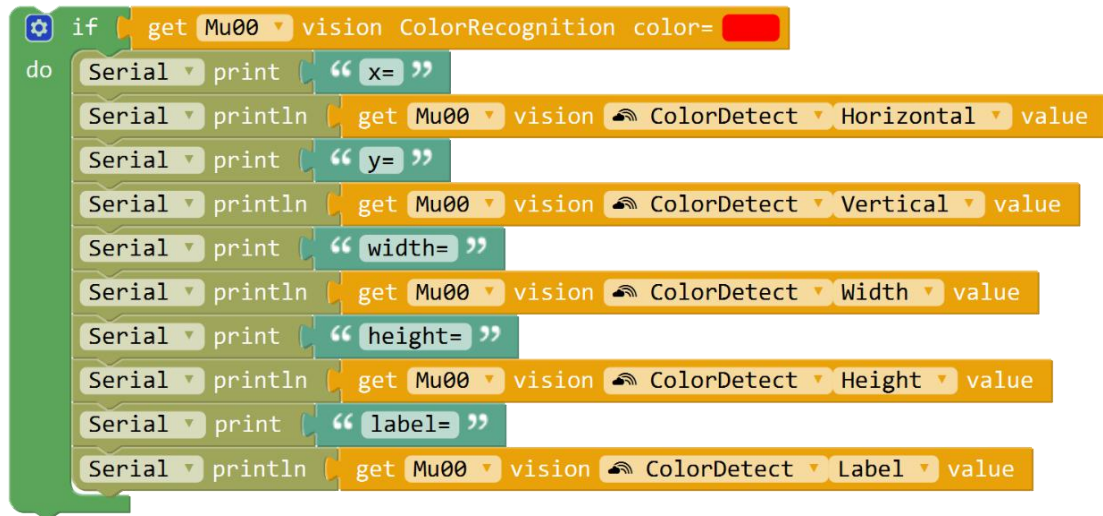 if get Mu00 vision ColorRecognition color=
do Serial print “ x= ”
Serial println get Mu00 vision ColorDetect Horizontal value
Serial print “ y= ”
Serial println get Mu00 vision ColorDetect Vertical value
Serial print “ width= ”
Serial println get Mu00 vision ColorDetect Width value
Serial print “ height= ”
Serial println get Mu00 vision ColorDetect Height value
Serial print “ label= ”
Serial println get Mu00 vision ColorDetect Label value